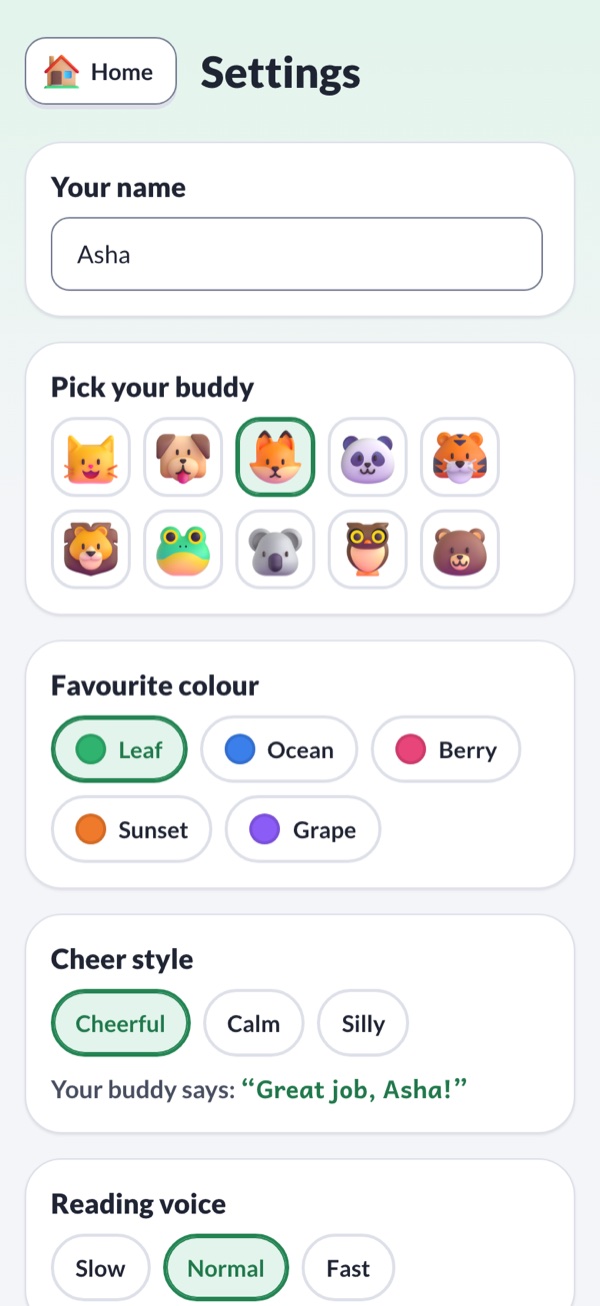 Home
Settings
Your name
Asha
Pick your buddy
Favourite colour
Leaf
Ocean
Berry
Sunset
Grape
Cheer style
Cheerful
Calm
Silly
Your buddy says: “Great job, Asha!”
Reading voice
Slow
Normal
Fast